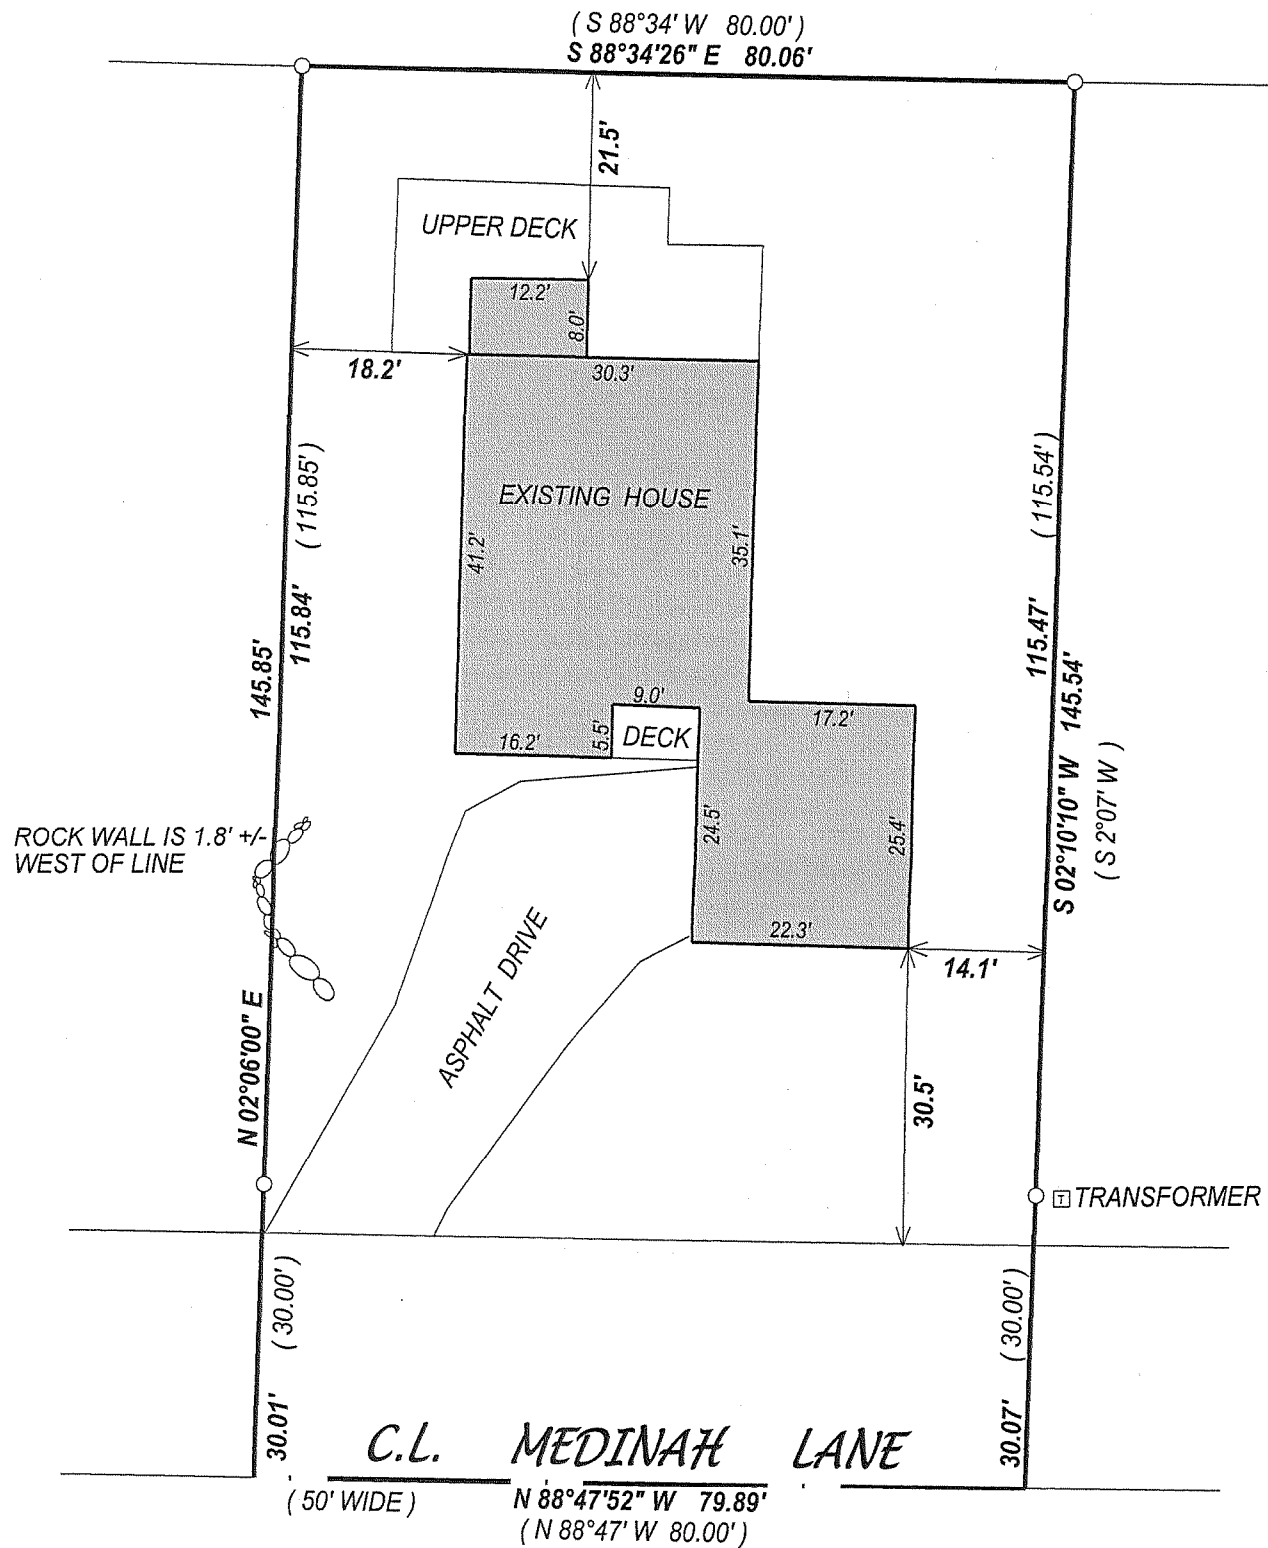 ( S 88°34' W 80.00' )
S 88°34'26" E 80.06'
21.5'
UPPER DECK
12.2'
8.0'
18.2'
30.3'
( 115.85' )
115.84'
145.85'
N 02°06'00" E
EXISTING HOUSE
41.2'
35.1'
( 115.54' )
115.47'
S 02°10'10" W 145.54'
( S 2°07' W )
9.0'
16.2'
5.5'
DECK
17.2'
ROCK WALL IS 1.8' +/-
WEST OF LINE
24.5'
25.4'
22.3'
14.1'
ASPHALT DRIVE
30.5'
T
TRANSFORMER
( 30.00' )
30.01'
( 30.00' )
30.07'
C.L. MEDINAH LANE
( 50' WIDE )
N 88°47'52" W 79.89'
( N 88°47' W 80.00' )